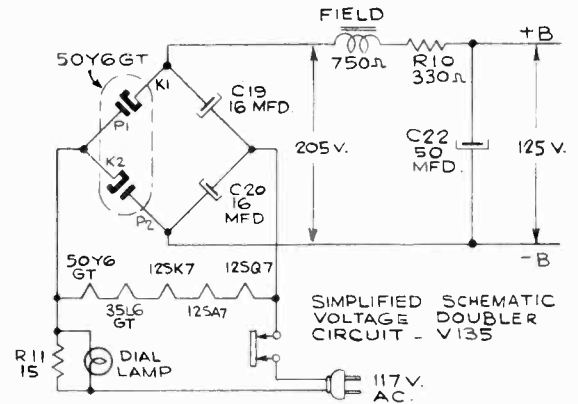 FIELD
+B
50Y6GT
K1
C19
16 MFD.
750Ω
R10
330Ω
P1
C22
50
MFD.
205 V.
125 V.
K2
C20
16
MFD
P2
-B
50Y6
GT
12SK7
12SQ7
35L6
GT
12SA7
SIMPLIFIED SCHEMATIC
VOLTAGE DOUBLER
CIRCUIT - V135
R11
15
DIAL
LAMP
117 V.
AC.